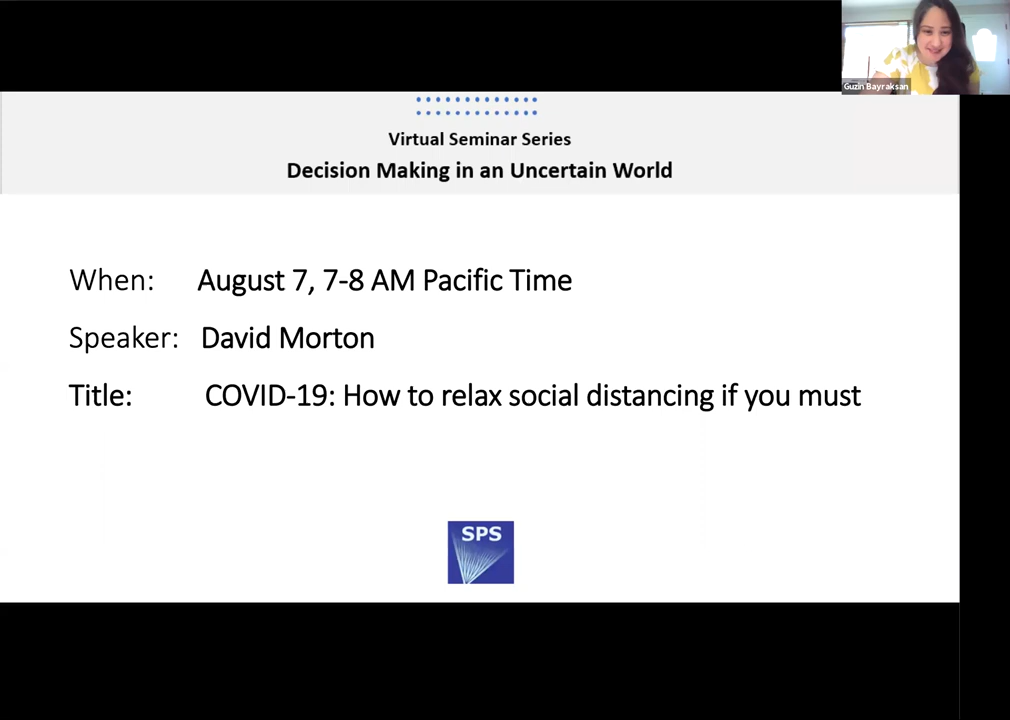 Guzin Bayraksan
Virtual Seminar Series
Decision Making in an Uncertain World
When: August 7, 7-8 AM Pacific Time
Speaker: David Morton
Title: COVID-19: How to relax social distancing if you must
SPS